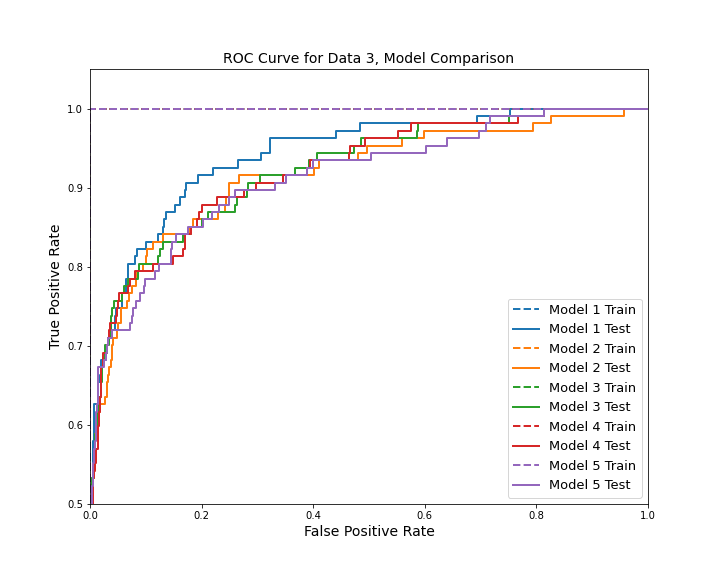 ROC Curve for Data 3, Model Comparison
True Positive Rate
1.0
0.9
0.8
0.7
0.6
0.5
0.0
0.2
0.4
0.6
0.8
1.0
False Positive Rate
Model 1 Train
Model 1 Test
Model 2 Train
Model 2 Test
Model 3 Train
Model 3 Test
Model 4 Train
Model 4 Test
Model 5 Train
Model 5 Test